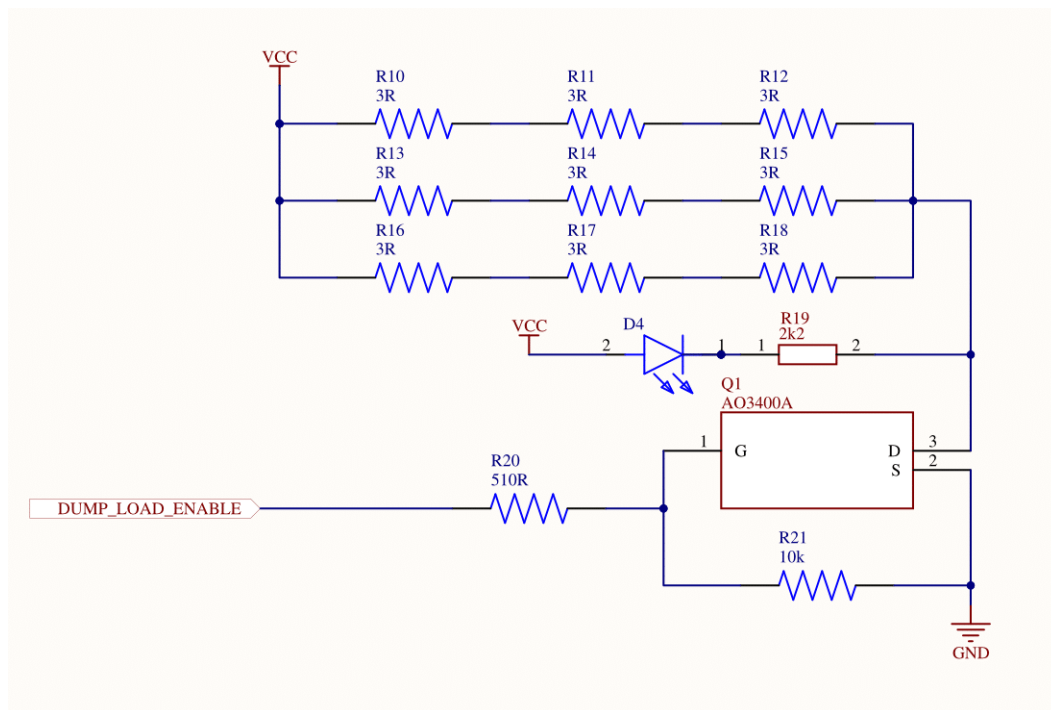 VCC
R10
3R
R11
3R
R12
3R
R13
3R
R14
3R
R15
3R
R16
3R
R17
3R
R18
3R
VCC
D4
2
1
R19
2k2
1
2
Q1
AO3400A
1
G
D
3
S
2
R20
510R
DUMP_LOAD_ENABLE
R21
10k
GND